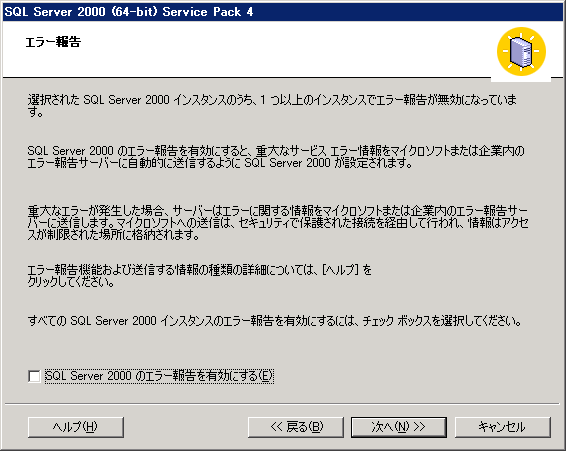 SQL Server 2000 (64-bit) Service Pack 4
エラー報告
選択された SQL Server 2000 インスタンスのうち、1 つ以上のインスタンスでエラー報告が無効になっていま
す。
SQL Server 2000 のエラー報告を有効にすると、重大なサービス エラー情報をマイクロソフトまたは企業内の
エラー報告サーバーに自動的に送信するように SQL Server 2000 が設定されます。
重大なエラーが発生した場合、サーバーはエラーに関する情報をマイクロソフトまたは企業内のエラー報告サー
バーに送信します。マイクロソフトへの送信は、セキュリティで保護された接続を経由して行われ、情報はアクセ
スが制限された場所に格納されます。
エラー報告機能および送信する情報の種類の詳細については、[ヘルプ] を
クリックしてください。
すべての SQL Server 2000 インスタンスのエラー報告を有効にするには、チェック ボックスを選択してください。
SQL Server 2000 のエラー報告を有効にする(E)
ヘルプ(H)
<< 戻る(B)
次へ(N) >>
キャンセル